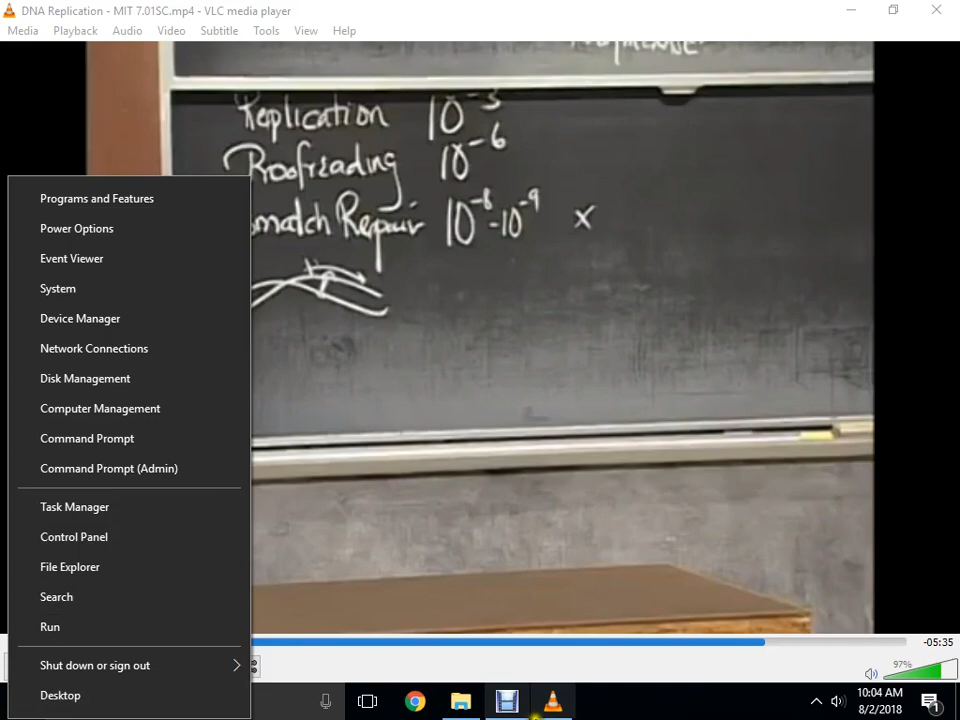 DNA Replication - MIT 7.01SC.mp4 - VLC media player
Media Playback Audio Video Subtitle Tools View Help
Replication 10⁻³
Proofreading 10⁻⁶
match Repair 10⁻⁸-10⁻⁹ x
Programs and Features
Power Options
Event Viewer
System
Device Manager
Network Connections
Disk Management
Computer Management
Command Prompt
Command Prompt (Admin)
Task Manager
Control Panel
File Explorer
Search
Run
Shut down or sign out
Desktop
-05:35
97%
10:04 AM
8/2/2018
1